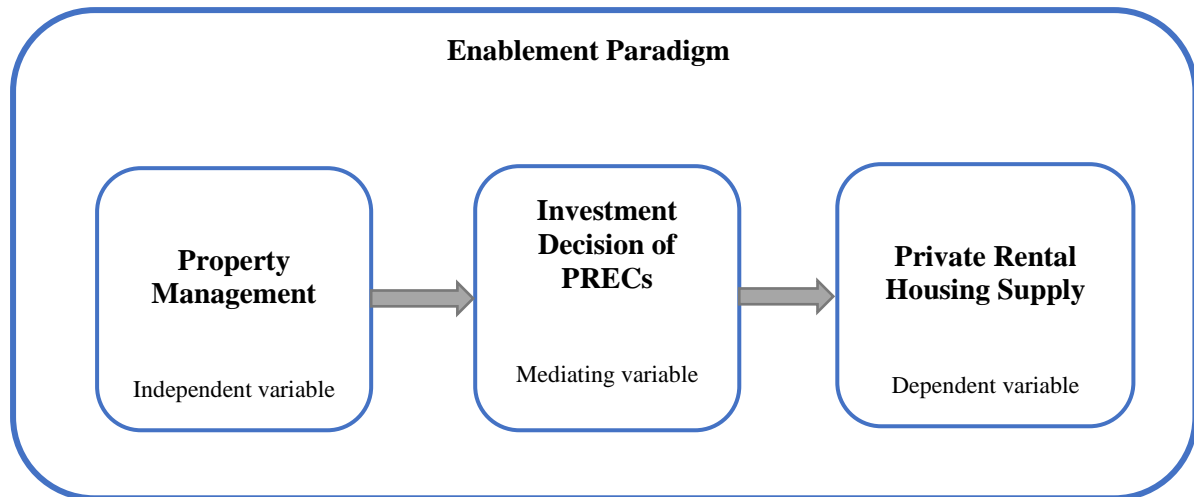 Enablement Paradigm
Property
Management
Independent variable
Investment
Decision of
PRECs
Mediating variable
Private Rental
Housing Supply
Dependent variable